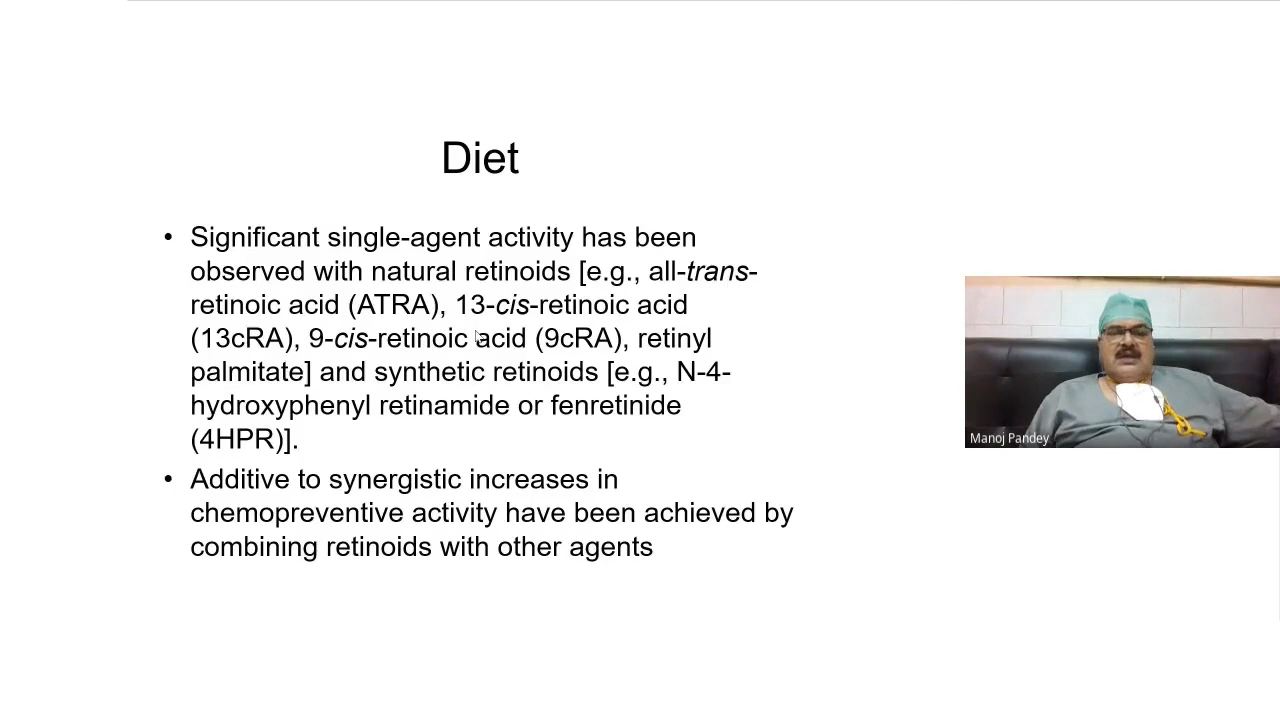 Diet
• Significant single-agent activity has been
observed with natural retinoids [e.g., all-trans-
retinoic acid (ATRA), 13-cis-retinoic acid
(13cRA), 9-cis-retinoic acid (9cRA), retinyl
palmitate] and synthetic retinoids [e.g., N-4-
hydroxyphenyl retinamide or fenretinide
(4HPR)].
• Additive to synergistic increases in
chemopreventive activity have been achieved by
combining retinoids with other agents
Manoj Pandey